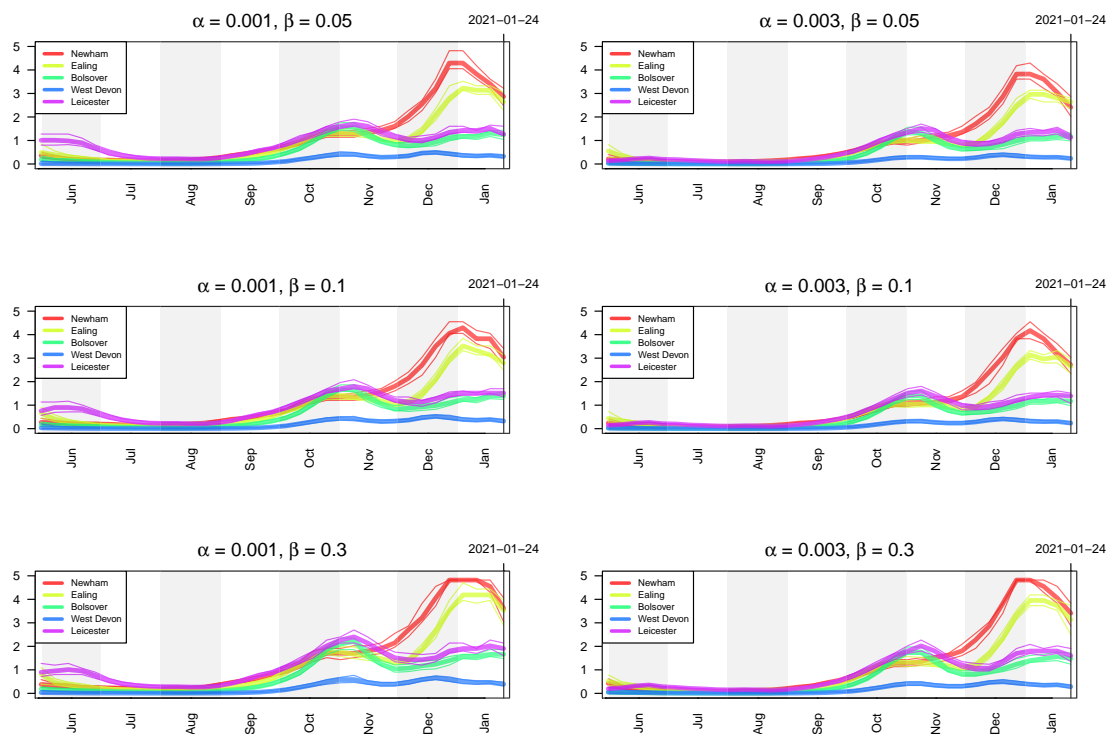 α = 0.001, β = 0.05
2021−01−24
5
4
3
2
1
0
Newham
Ealing
Bolsover
West Devon
Leicester
Jun
Jul
Aug
Sep
Oct
Nov
Dec
Jan
α = 0.003, β = 0.05
2021−01−24
5
4
3
2
1
0
Newham
Ealing
Bolsover
West Devon
Leicester
Jun
Jul
Aug
Sep
Oct
Nov
Dec
Jan
α = 0.001, β = 0.1
2021−01−24
5
4
3
2
1
0
Newham
Ealing
Bolsover
West Devon
Leicester
Jun
Jul
Aug
Sep
Oct
Nov
Dec
Jan
α = 0.003, β = 0.1
2021−01−24
5
4
3
2
1
0
Newham
Ealing
Bolsover
West Devon
Leicester
Jun
Jul
Aug
Sep
Oct
Nov
Dec
Jan
α = 0.001, β = 0.3
2021−01−24
5
4
3
2
1
0
Newham
Ealing
Bolsover
West Devon
Leicester
Jun
Jul
Aug
Sep
Oct
Nov
Dec
Jan
α = 0.003, β = 0.3
2021−01−24
5
4
3
2
1
0
Newham
Ealing
Bolsover
West Devon
Leicester
Jun
Jul
Aug
Sep
Oct
Nov
Dec
Jan